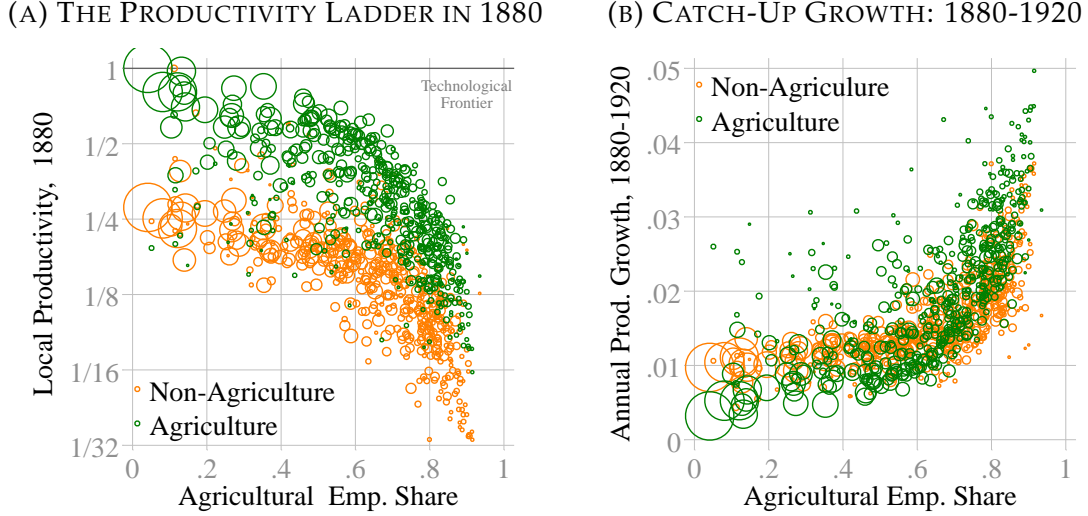 (A) THE PRODUCTIVITY LADDER IN 1880
1
1/2
1/4
1/8
1/16
1/32
Local Productivity, 1880
Technological
Frontier
Non-Agriculture
Agriculture
0 .2 .4 .6 .8 1
Agricultural Emp. Share
(B) CATCH-UP GROWTH: 1880-1920
.05
.04
.03
.02
.01
0
Annual Prod. Growth, 1880-1920
Non-Agriculure
Agriculture
0 .2 .4 .6 .8 1
Agricultural Emp. Share